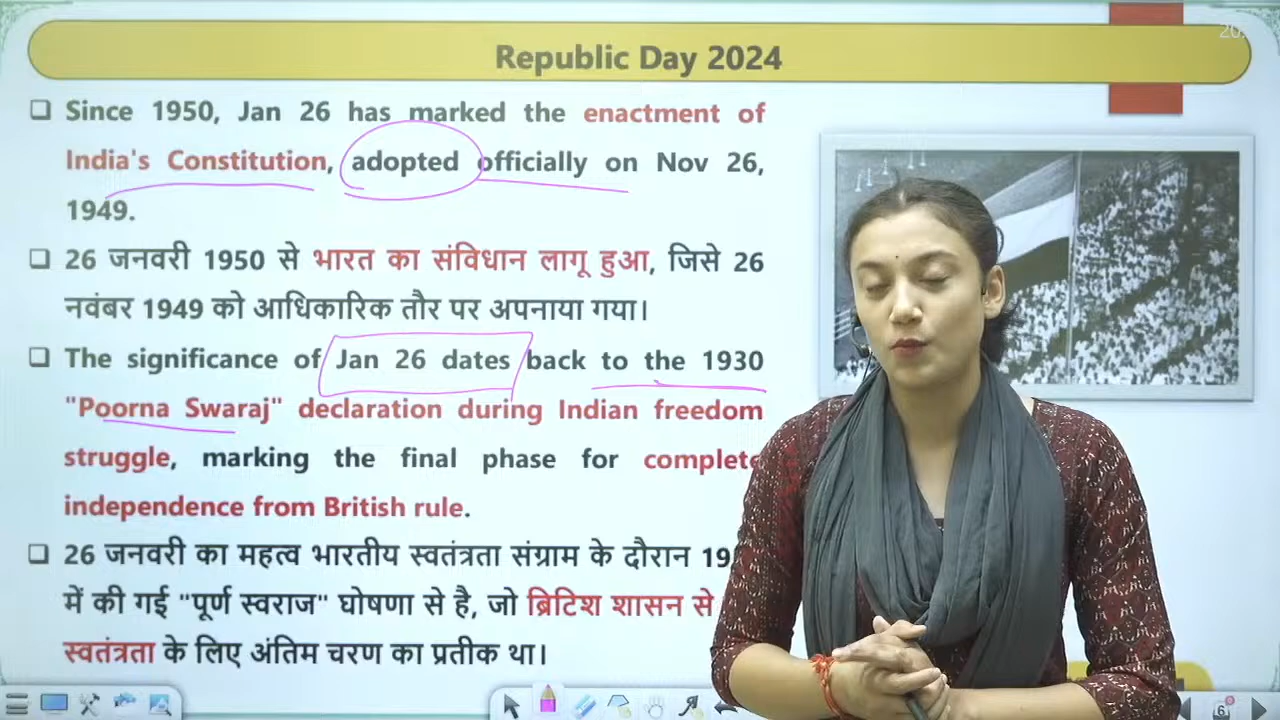 Republic Day 2024
Since 1950, Jan 26 has marked the enactment of
India's Constitution, adopted officially on Nov 26,
1949.
26 जनवरी 1950 से भारत का संविधान लागू हुआ, जिसे 26
नवंबर 1949 को आधिकारिक तौर पर अपनाया गया।
The significance of Jan 26 dates back to the 1930
"Poorna Swaraj" declaration during Indian freedom
struggle, marking the final phase for complete
independence from British rule.
26 जनवरी का महत्व भारतीय स्वतंत्रता संग्राम के दौरान 19
में की गई "पूर्ण स्वराज" घोषणा से है, जो ब्रिटिश शासन से
स्वतंत्रता के लिए अंतिम चरण का प्रतीक था।